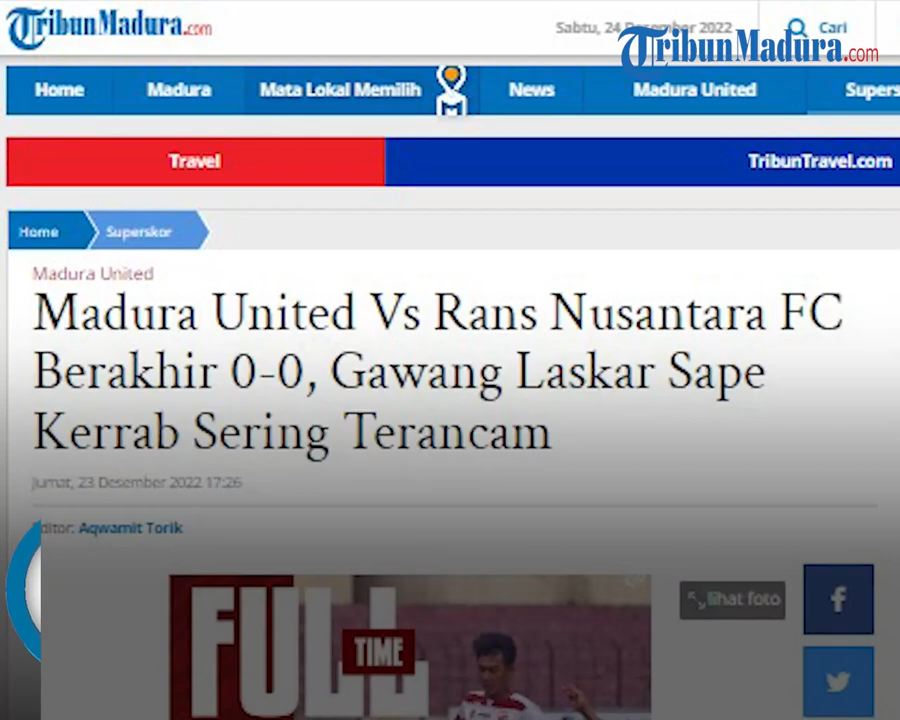 TribunMadura.com
Sabtu, 24 Desember 2022
Cari
TribunMadura.com
Home Madura Mata Lokal Memilih News Madura United Supers
Travel TribunTravel.com
Home Superskor
Madura United
Madura United Vs Rans Nusantara FC
Berakhir 0-0, Gawang Laskar Sape
Kerrab Sering Terancam
Jumat, 23 Desember 2022 17:26
ditor: Aqwamit Torik
lihat foto
FULL
TIME